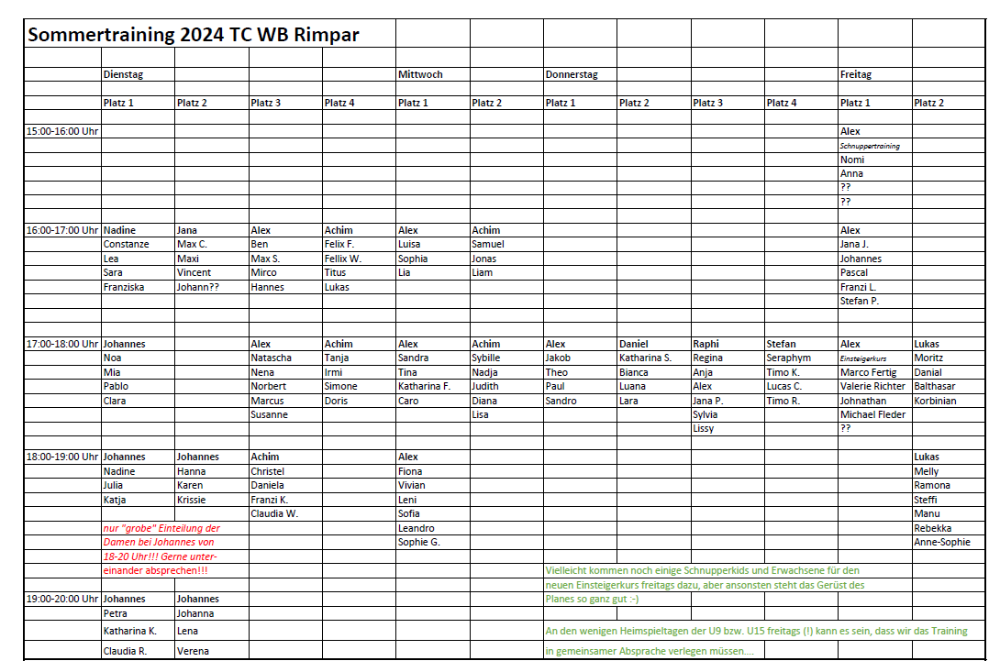 Sommertraining 2024 TC WB Rimpar
Dienstag Mittwoch Donnerstag Freitag
Platz 1 Platz 2 Platz 3 Platz 4 Platz 1 Platz 2 Platz 1 Platz 2 Platz 3 Platz 4 Platz 1 Platz 2
15:00-16:00 Uhr Alex
Schnuppertraining
Nomi
Anna
??
??
16:00-17:00 Uhr Nadine Jana Alex Achim Alex Achim Alex
Constanze Max C. Ben Felix F. Luisa Samuel Jana J.
Lea Maxi Max S. Fellix W. Sophia Jonas Johannes
Sara Vincent Mirco Titus Lia Liam Pascal
Franziska Johann?? Hannes Lukas Franzi L.
Stefan P.
17:00-18:00 Uhr Johannes Alex Achim Alex Achim Alex Daniel Raphi Stefan Alex Lukas
Noa Natascha Tanja Sandra Sybille Jakob Katharina S. Regina Seraphym Einsteigerkurs Moritz
Mia Nena Irmi Tina Nadja Theo Bianca Anja Timo K. Marco Fertig Danial
Pablo Norbert Simone Katharina F. Judith Paul Luana Alex Lucas C. Valerie Richter Balthasar
Clara Marcus Doris Caro Diana Sandro Lara Jana P. Timo R. Johnathan Korbinian
Susanne Lisa Sylvia Michael Fleder
Lissy ??
18:00-19:00 Uhr Johannes Johannes Achim Alex Lukas
Nadine Hanna Christel Fiona Melly
Julia Karen Daniela Vivian Ramona
Katja Krissie Franzi K. Leni Steffi
Claudia W. Sofia Manu
nur "grobe" Einteilung der Leandro Rebekka
Damen bei Johannes von Sophie G. Anne-Sophie
18-20 Uhr!!! Gerne unter-
einander absprechen!!! Vielleicht kommen noch einige Schnupperkids und Erwachsene für den
neuen Einsteigerkurs freitags dazu, aber ansonsten steht das Gerüst des
19:00-20:00 Uhr Johannes Johannes Planes so ganz gut :-)
Petra Johanna
Katharina K. Lena An den wenigen Heimspieltagen der U9 bzw. U15 freitags (!) kann es sein, dass wir das Training
Claudia R. Verena in gemeinsamer Absprache verlegen müssen....